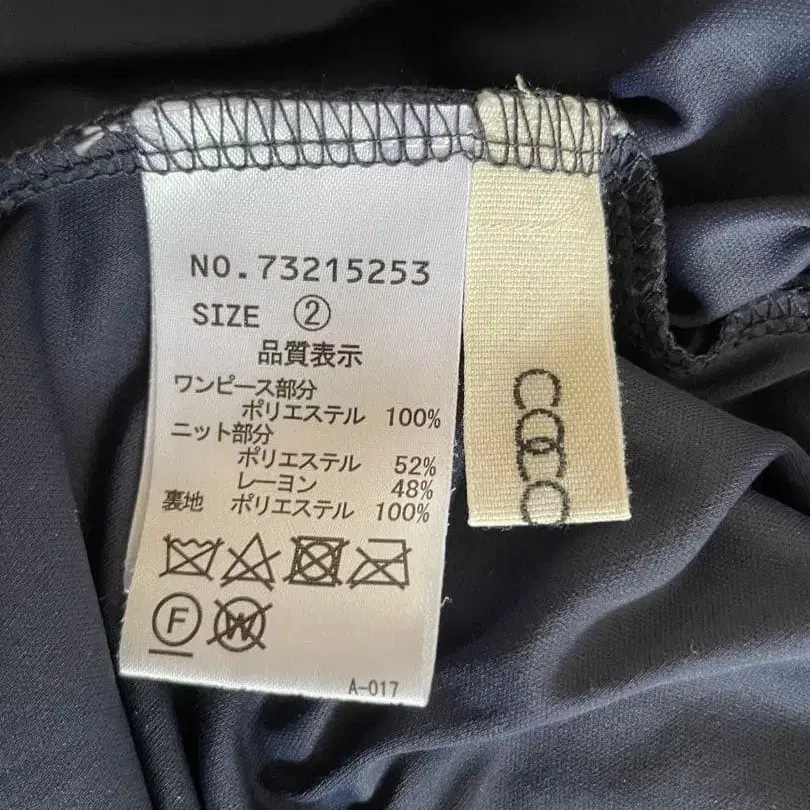 NO.73215253
SIZE ②
品質表示
ワンピース部分
ポリエステル 100%
ニット部分
ポリエステル 52%
レーヨン 48%
裏地 ポリエステル 100%
F
W
A-017
COCO